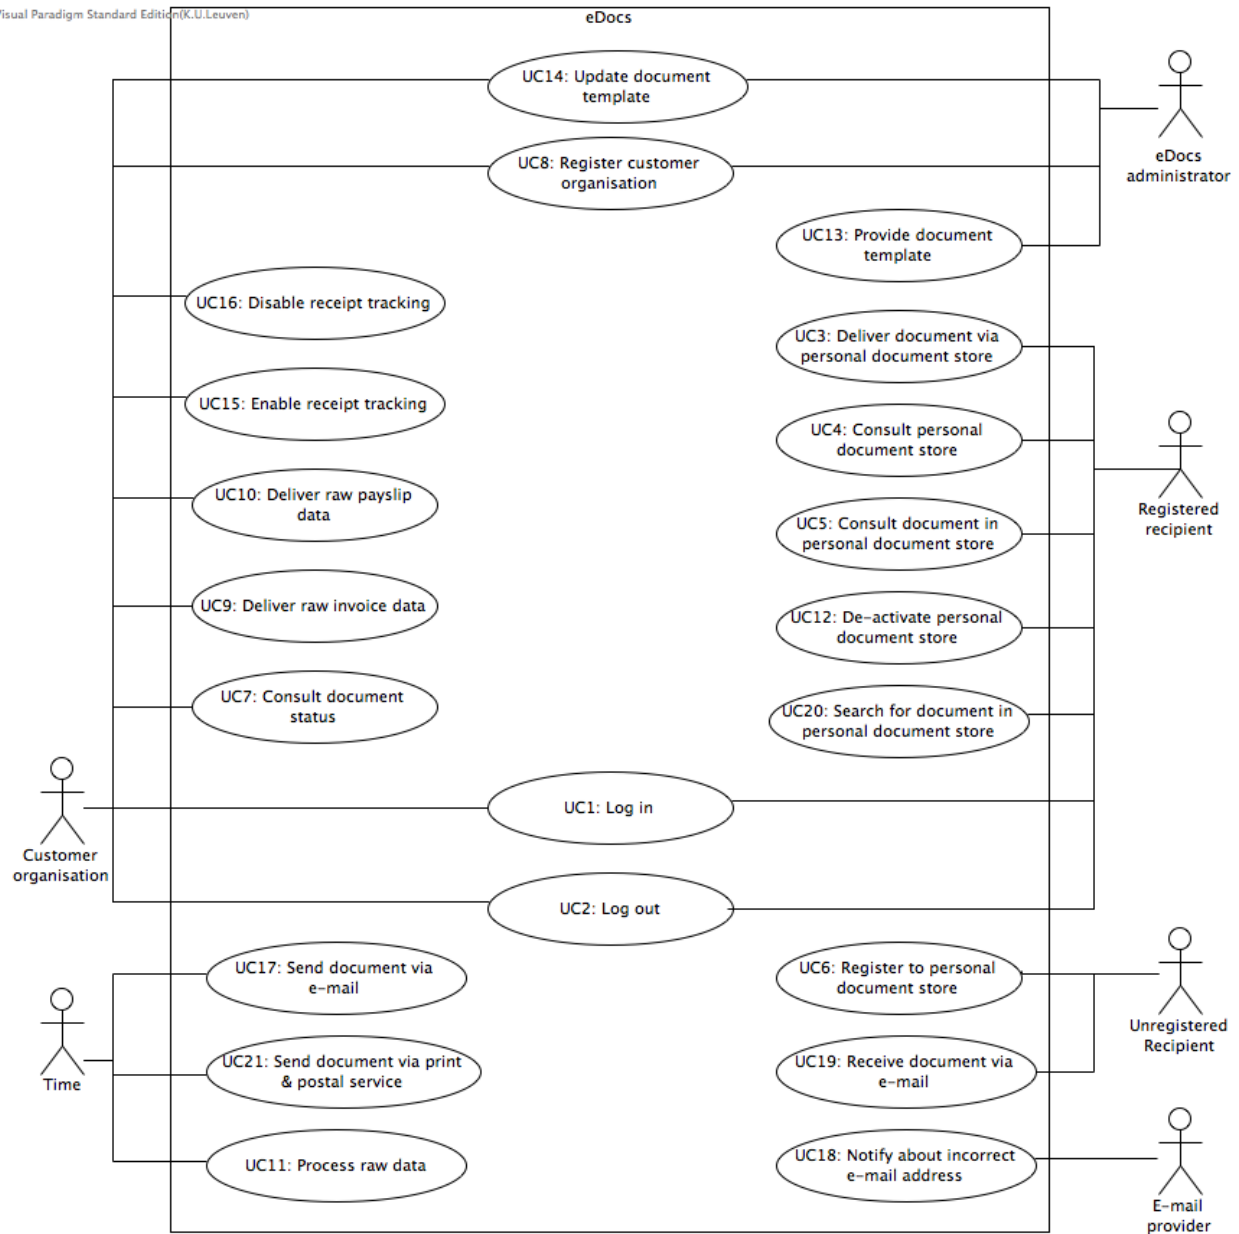 Visual Paradigm Standard Edition(K.U.Leuven)
eDocs
UC14: Update document
template
UC8: Register customer
organisation
eDocs
administrator
UC13: Provide document
template
UC16: Disable receipt tracking
UC3: Deliver document via
personal document store
UC15: Enable receipt tracking
UC4: Consult personal
document store
UC10: Deliver raw payslip
data
Registered
recipient
UC5: Consult document in
personal document store
UC9: Deliver raw invoice data
UC12: De-activate personal
document store
UC7: Consult document
status
UC20: Search for document in
personal document store
UC1: Log in
Customer
organisation
UC2: Log out
UC17: Send document via
e-mail
UC6: Register to personal
document store
Unregistered
Recipient
Time
UC21: Send document via print
& postal service
UC19: Receive document via
e-mail
UC11: Process raw data
UC18: Notify about incorrect
e-mail address
E-mail
provider